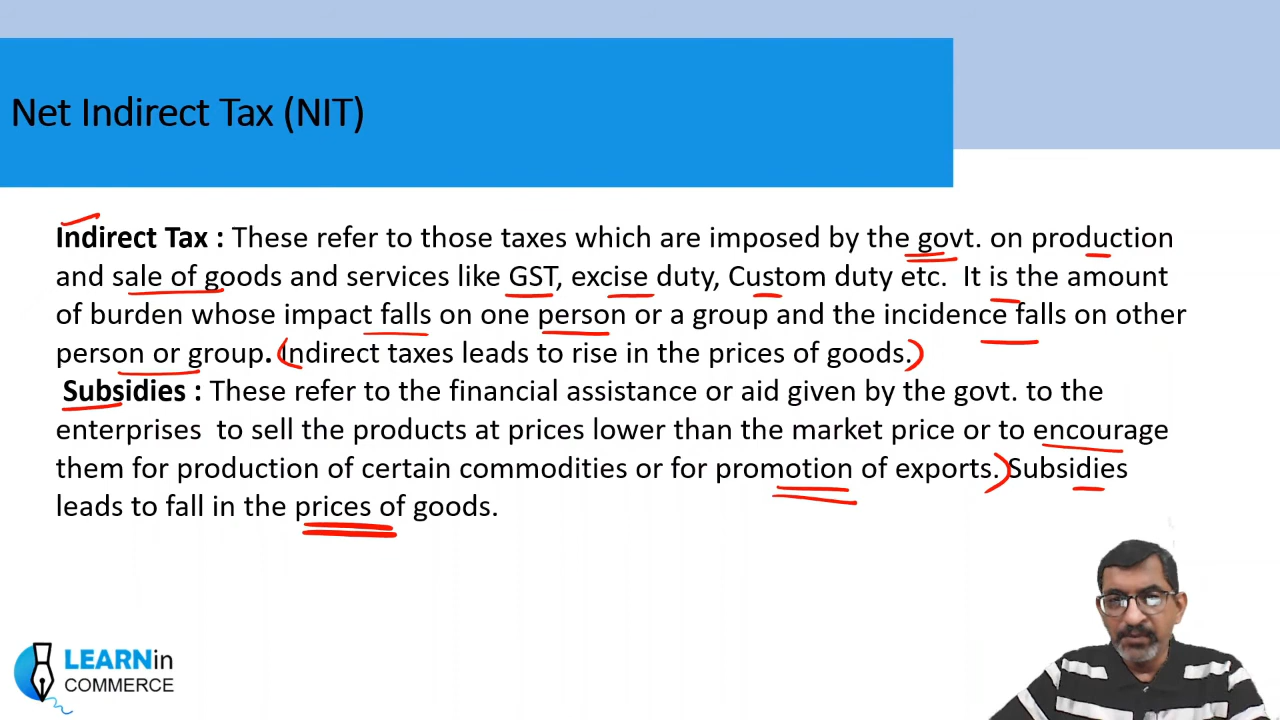 Net Indirect Tax (NIT)
Indirect Tax : These refer to those taxes which are imposed by the govt. on production
and sale of goods and services like GST, excise duty, Custom duty etc. It is the amount
of burden whose impact falls on one person or a group and the incidence falls on other
person or group. Indirect taxes leads to rise in the prices of goods.
Subsidies : These refer to the financial assistance or aid given by the govt. to the
enterprises to sell the products at prices lower than the market price or to encourage
them for production of certain commodities or for promotion of exports. Subsidies
leads to fall in the prices of goods.
LEARNin
COMMERCE